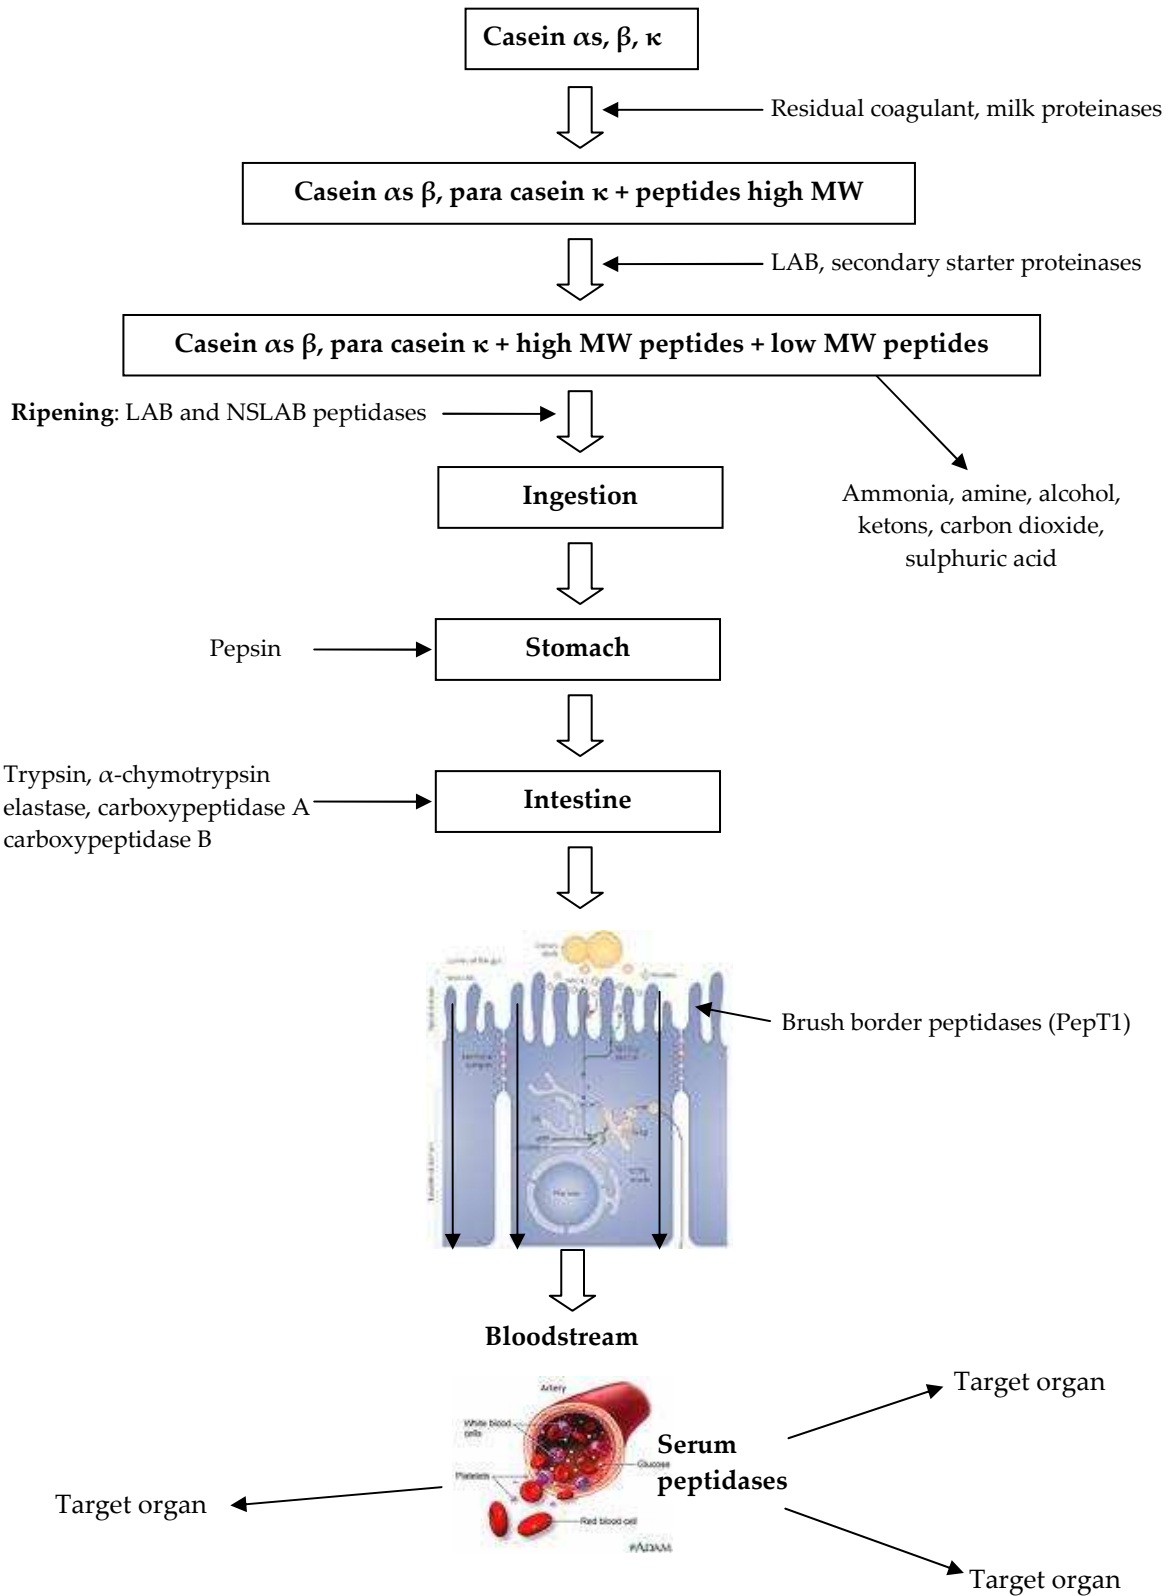 Casein αs, β, κ
Residual coagulant, milk proteinases
Casein αs β, para casein κ + peptides high MW
LAB, secondary starter proteinases
Casein αs β, para casein κ + high MW peptides + low MW peptides
Ripening: LAB and NSLAB peptidases
Ingestion
Ammonia, amine, alcohol,
ketons, carbon dioxide,
sulphuric acid
Pepsin
Stomach
Trypsin, α-chymotrypsin
elastase, carboxypeptidase A
carboxypeptidase B
Intestine
Brush border peptidases (PepT1)
Bloodstream
Artery
White blood
cells
Platelets
Glucose
Red blood cell
Serum
peptidases
Target organ
Target organ
Target organ